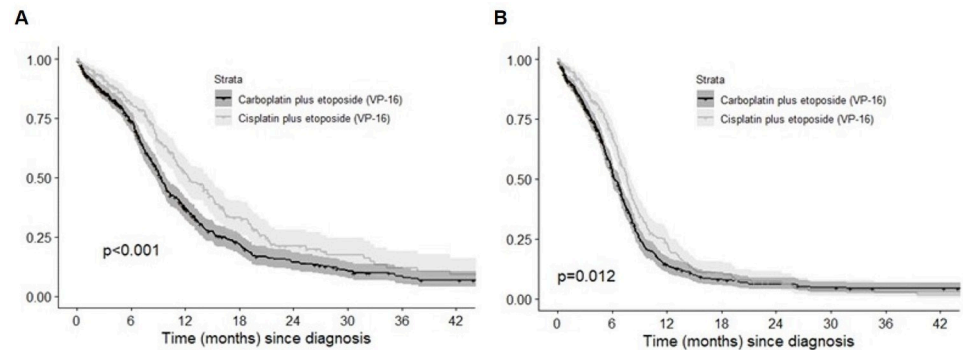 A
1.00
0.75
0.50
0.25
0.00
Strata
Carboplatin plus etoposide (VP-16)
Cisplatin plus etoposide (VP-16)
p<0.001
0 6 12 18 24 30 36 42
Time (months) since diagnosis
B
1.00
0.75
0.50
0.25
0.00
Strata
Carboplatin plus etoposide (VP-16)
Cisplatin plus etoposide (VP-16)
p=0.012
0 6 12 18 24 30 36 42
Time (months) since diagnosis